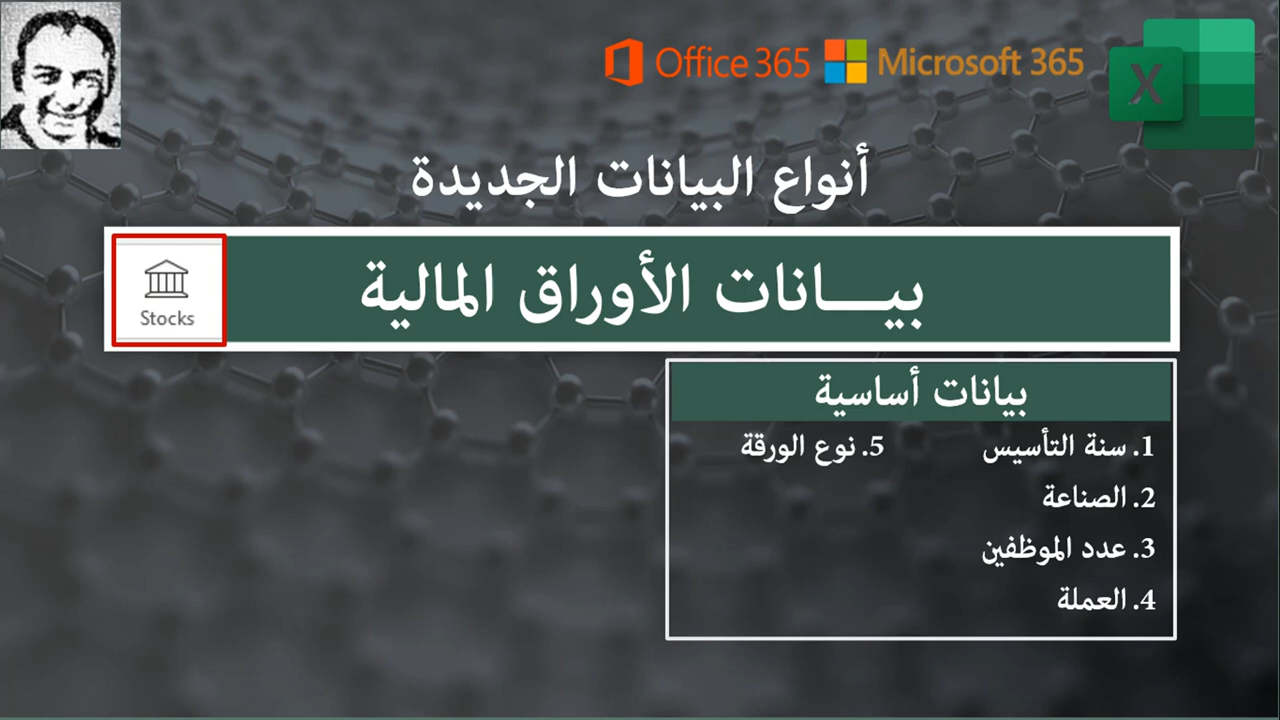 Office 365 Microsoft 365
X
أنواع البيانات الجديدة
بيـــانات الأوراق المالية
Stocks
بيانات أساسية
1. سنة التأسيس
2. الصناعة
3. عدد الموظفين
4. العملة
5. نوع الورقة